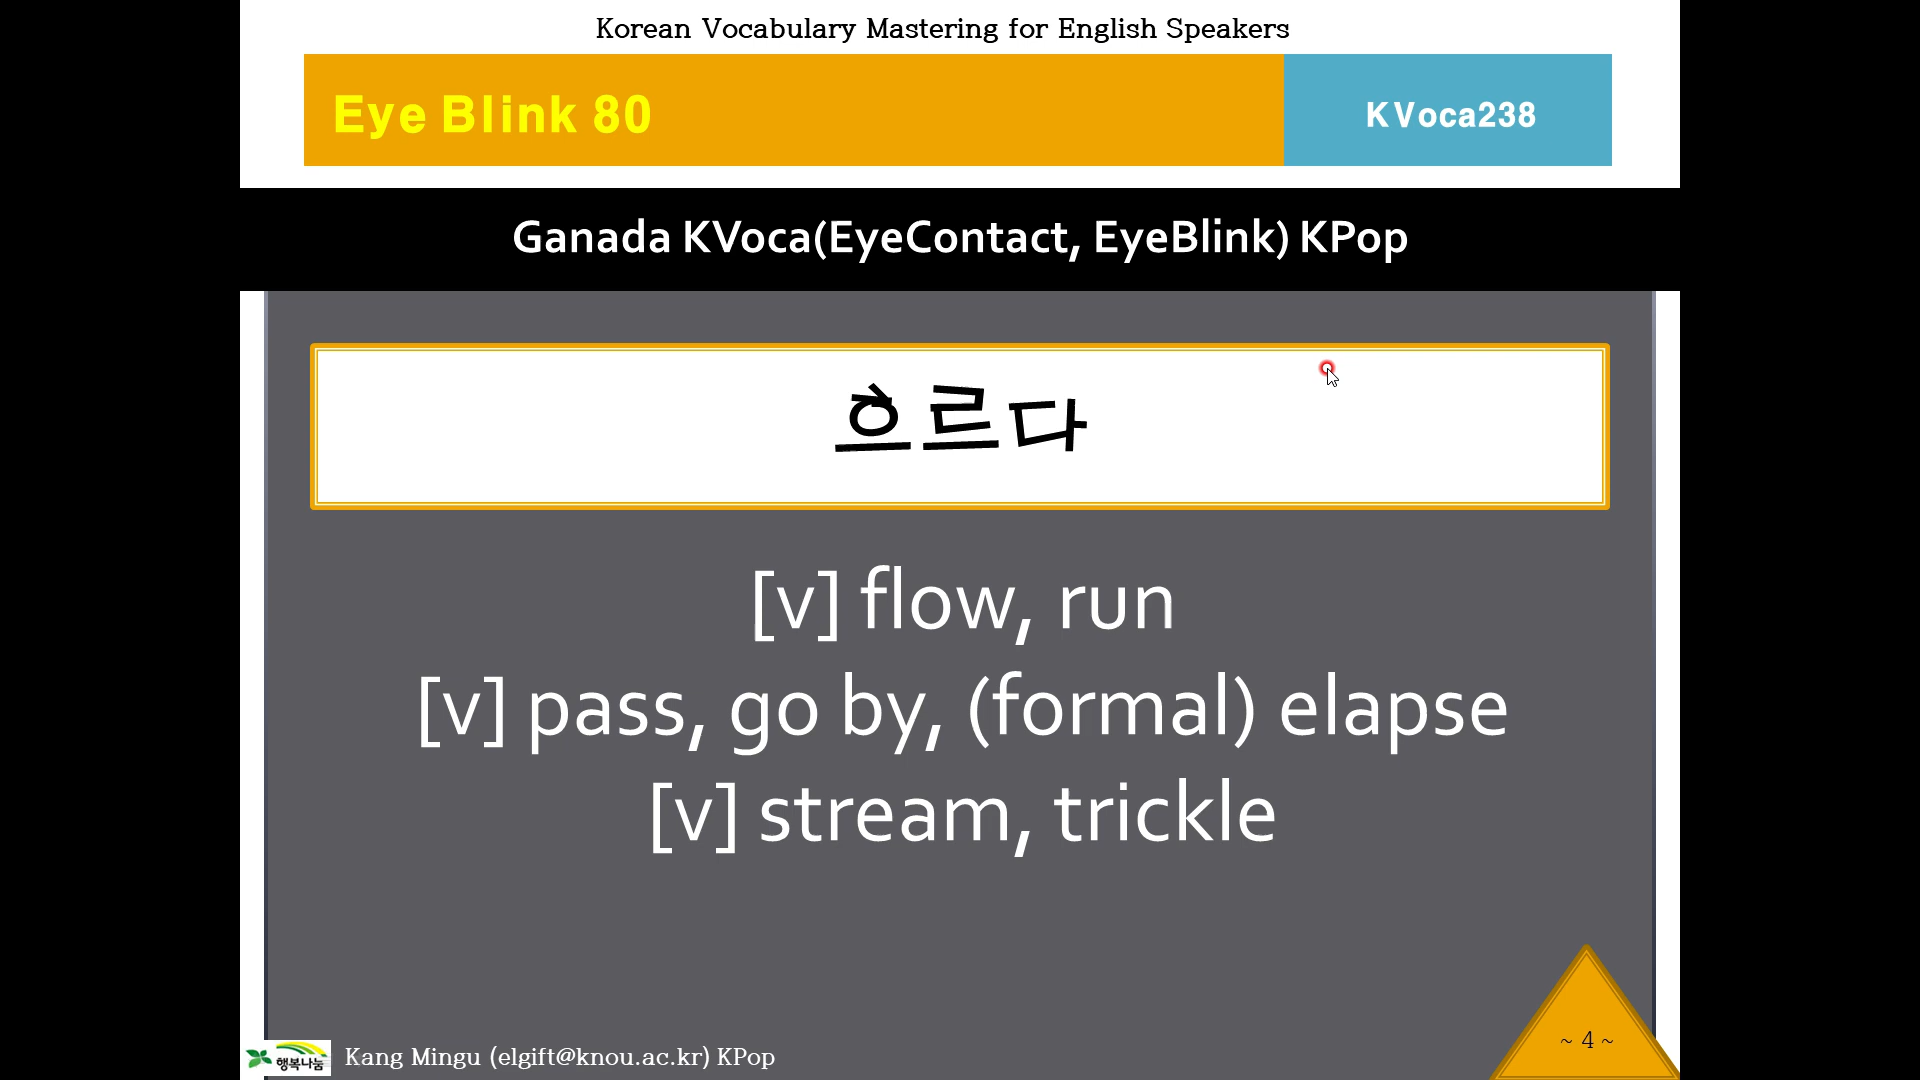 Korean Vocabulary Mastering for English Speakers
Eye Blink 80
KVoca238
Ganada KVoca(EyeContact, EyeBlink) KPop
흐르다
[v] flow, run
[v] pass, go by, (formal) elapse
[v] stream, trickle
행복나눔
Kang Mingu (elgift@knou.ac.kr) KPop
~ 4 ~